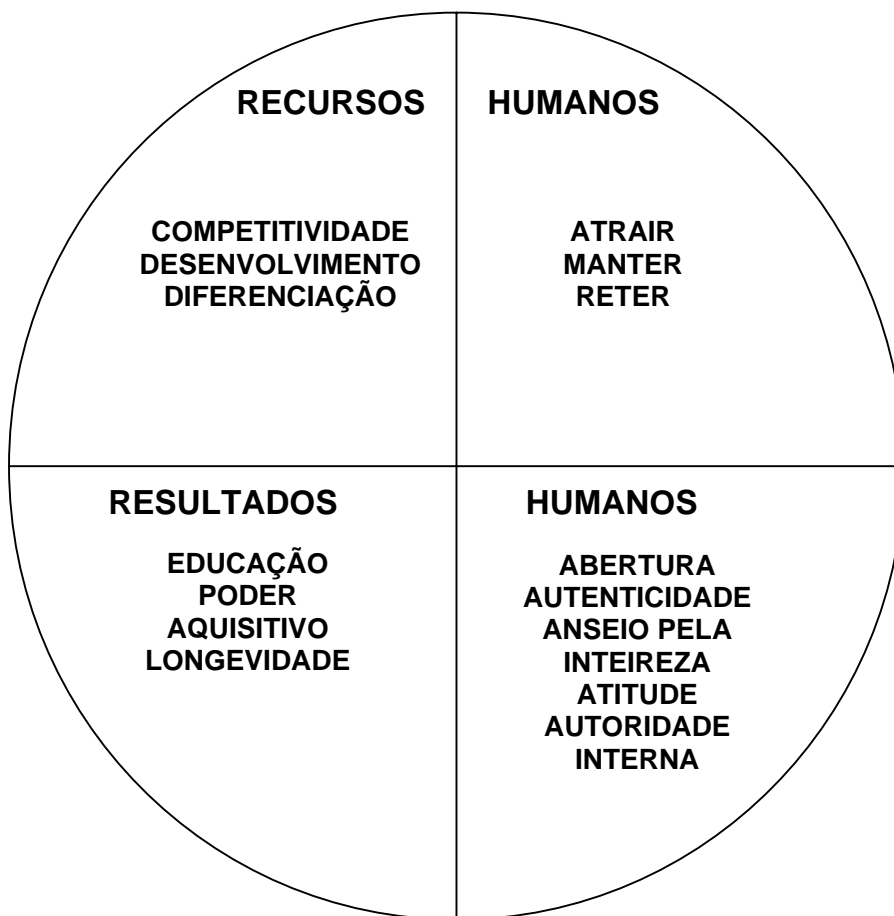 RECURSOS
COMPETITIVIDADE
DESENVOLVIMENTO
DIFERENCIAÇÃO
HUMANOS
ATRAIR
MANTER
RETER
RESULTADOS
EDUCAÇÃO
PODER
AQUISITIVO
LONGEVIDADE
HUMANOS
ABERTURA
AUTENTICIDADE
ANSEIO PELA
INTEIREZA
ATITUDE
AUTORIDADE
INTERNA